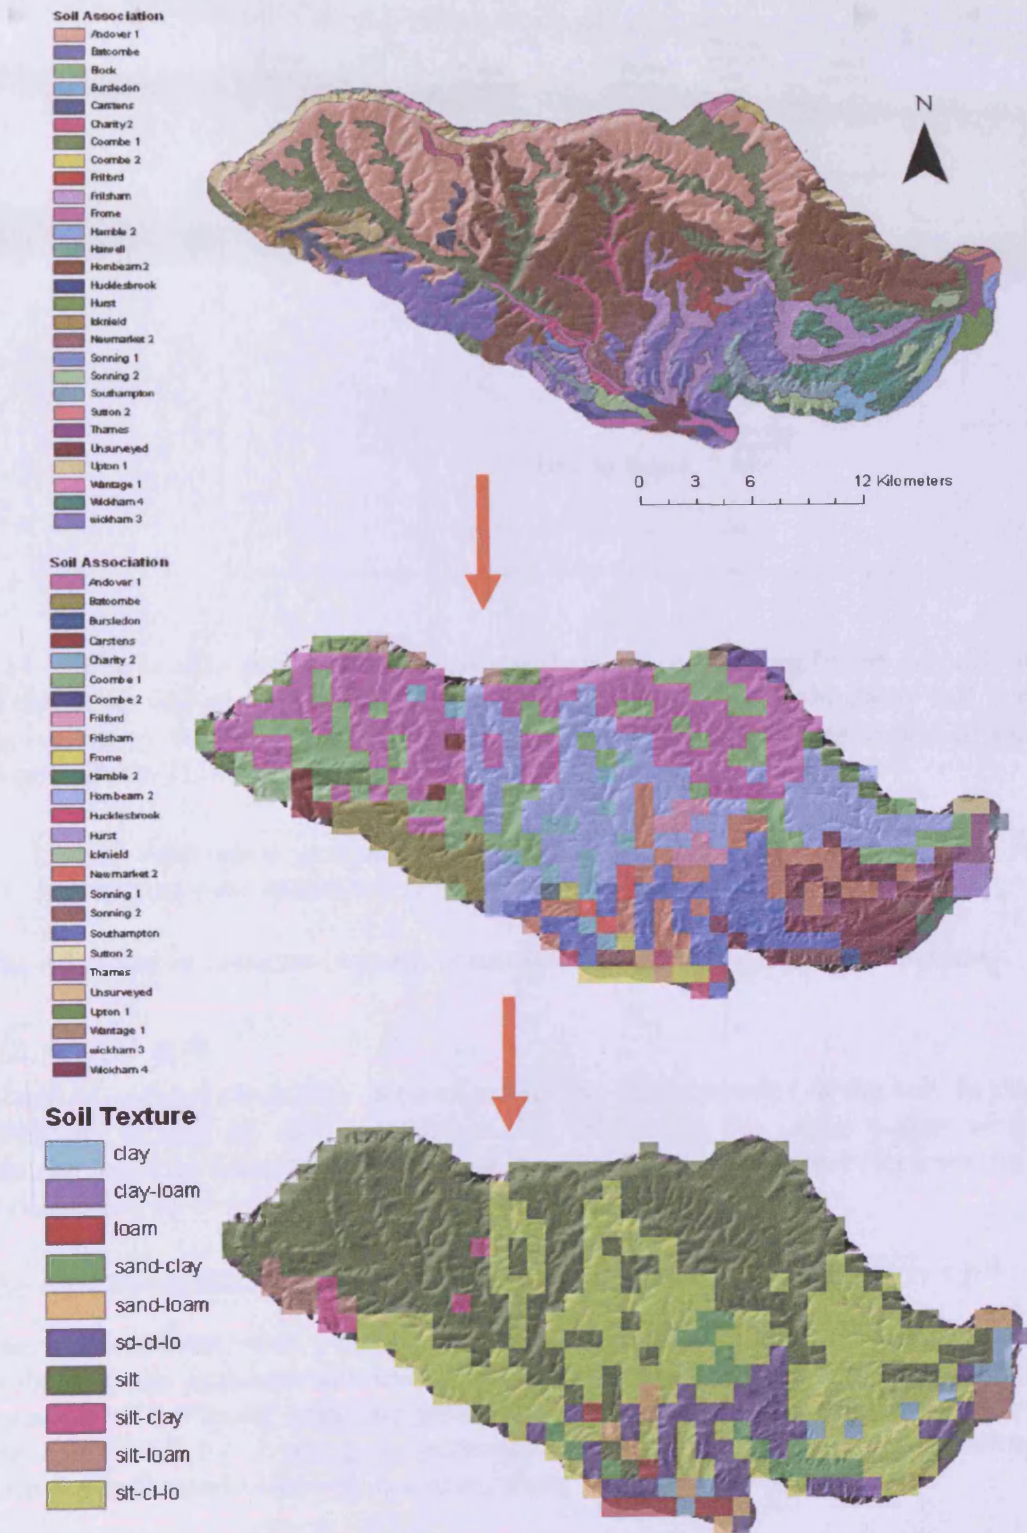 Soil Association
Andover 1
Batcombe
Block
Bursledon
Carstens
Charity 2
Coombe 1
Coombe 2
Frilford
Frilsham
Frome
Hamble 2
Harwell
Hornbeam 2
Hucklesbrook
Hurst
Icknield
Newmarket 2
Sonning 1
Sonning 2
Southampton
Sutton 2
Thames
Unsurveyed
Upton 1
Wantage 1
Wickham 4
wickham 3
N
0 3 6 12 Kilometers
Soil Association
Andover 1
Batcombe
Bursledon
Carstens
Charity 2
Coombe 1
Coombe 2
Frilford
Frilsham
Frome
Hamble 2
Hornbeam 2
Hucklesbrook
Hurst
Icknield
Newmarket 2
Sonning 1
Sonning 2
Southampton
Sutton 2
Thames
Unsurveyed
Upton 1
Wantage 1
wickham 3
Wickham 4
Soil Texture
clay
clay-loam
loam
sand-clay
sand-loam
sd-cl-lo
silt
silt-clay
silt-loam
slt-cl-lo